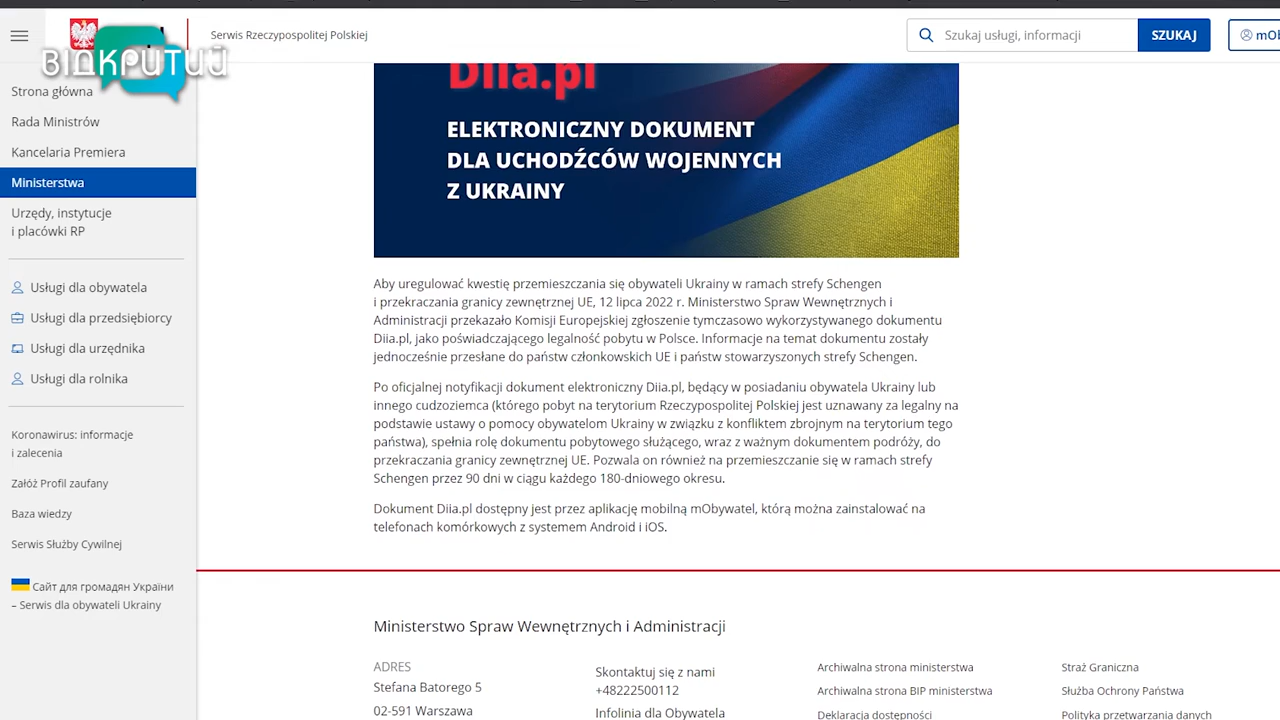 ВІДКРИТИЙ
Serwis Rzeczypospolitej Polskiej
Szukaj usługi, informacji
SZUKAJ
Strona główna
Rada Ministrów
Kancelaria Premiera
Ministerstwa
Urzędy, instytucje
i placówki RP
Usługi dla obywatela
Usługi dla przedsiębiorcy
Usługi dla urzędnika
Usługi dla rolnika
Koronawirus: informacje
i zalecenia
Załóż Profil zaufany
Baza wiedzy
Serwis Służby Cywilnej
Сайт для громадян України
– Serwis dla obywateli Ukrainy
Diia.pl
ELEKTRONICZNY DOKUMENT
DLA UCHODŹCÓW WOJENNYCH
Z UKRAINY
Aby uregulować kwestię przemieszczania się obywateli Ukrainy w ramach strefy Schengen
i przekraczania granicy zewnętrznej UE, 12 lipca 2022 r. Ministerstwo Spraw Wewnętrznych i
Administracji przekazało Komisji Europejskiej zgłoszenie tymczasowo wykorzystywanego dokumentu
Diia.pl, jako poświadczającego legalność pobytu w Polsce. Informacje na temat dokumentu zostały
jednocześnie przesłane do państw członkowskich UE i państw stowarzyszonych strefy Schengen.
Po oficjalnej notyfikacji dokument elektroniczny Diia.pl, będący w posiadaniu obywatela Ukrainy lub
innego cudzoziemca (którego pobyt na terytorium Rzeczypospolitej Polskiej jest uznawany za legalny na
podstawie ustawy o pomocy obywatelom Ukrainy w związku z konfliktem zbrojnym na terytorium tego
państwa), spełnia rolę dokumentu pobytowego służącego, wraz z ważnym dokumentem podróży, do
przekraczania granicy zewnętrznej UE. Pozwala on również na przemieszczanie się w ramach strefy
Schengen przez 90 dni w ciągu każdego 180-dniowego okresu.
Dokument Diia.pl dostępny jest przez aplikację mobilną mObywatel, którą można zainstalować na
telefonach komórkowych z systemem Android i iOS.
Ministerstwo Spraw Wewnętrznych i Administracji
ADRES
Stefana Batorego 5
02-591 Warszawa
Skontaktuj się z nami
+48222500112
Infolinia dla Obywatela
Archiwalna strona ministerstwa
Archiwalna strona BIP ministerstwa
Deklaracja dostępności
Straż Graniczna
Służba Ochrony Państwa
Polityka przetwarzania danych